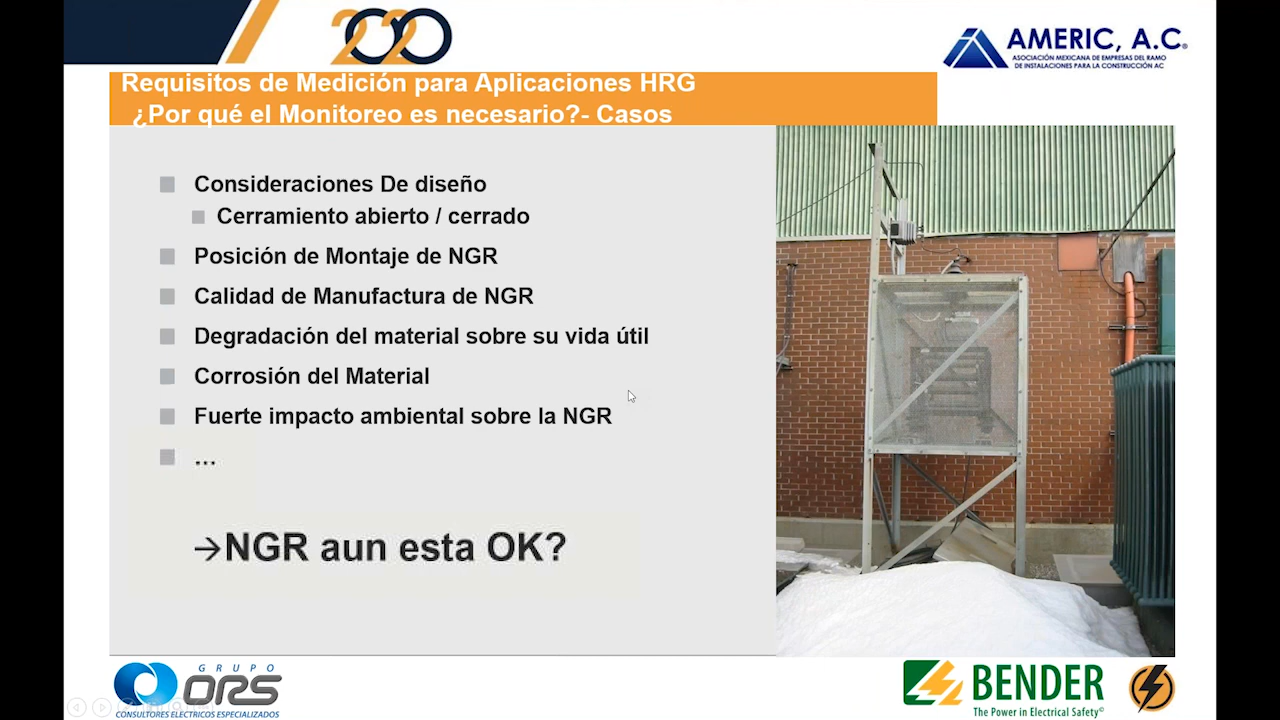 2020
AMERIC, A.C.®
ASOCIACIÓN MEXICANA DE EMPRESAS DEL RAMO
DE INSTALACIONES PARA LA CONSTRUCCIÓN AC
Requisitos de Medición para Aplicaciones HRG
¿Por qué el Monitoreo es necesario?- Casos
Consideraciones De diseño
Cerramiento abierto / cerrado
Posición de Montaje de NGR
Calidad de Manufactura de NGR
Degradación del material sobre su vida útil
Corrosión del Material
Fuerte impacto ambiental sobre la NGR
...
→NGR aun esta OK?
GRUPO
ORS
CONSULTORES ELECTRICOS ESPECIALIZADOS
BENDER
The Power in Electrical Safety©